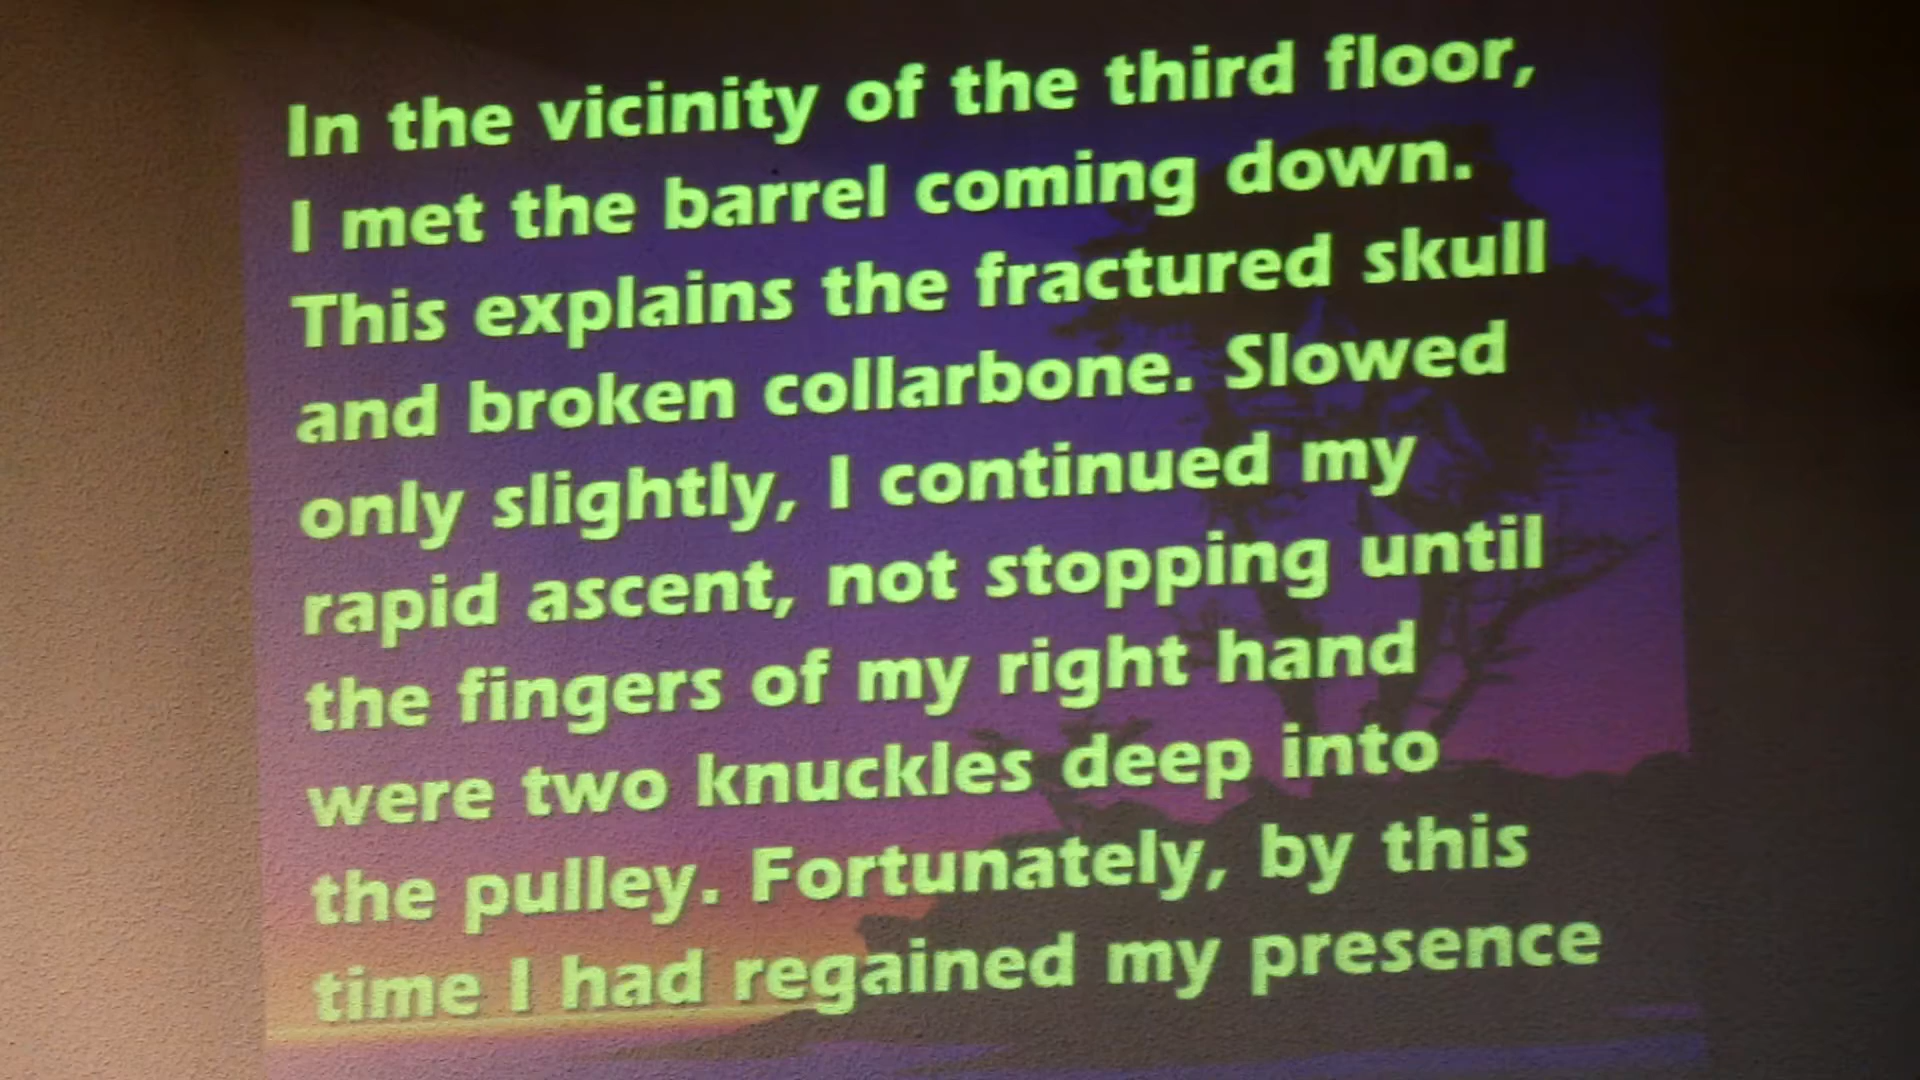 In the vicinity of the third floor,
I met the barrel coming down.
This explains the fractured skull
and broken collarbone. Slowed
only slightly, I continued my
rapid ascent, not stopping until
the fingers of my right hand
were two knuckles deep into
the pulley. Fortunately, by this
time I had regained my presence